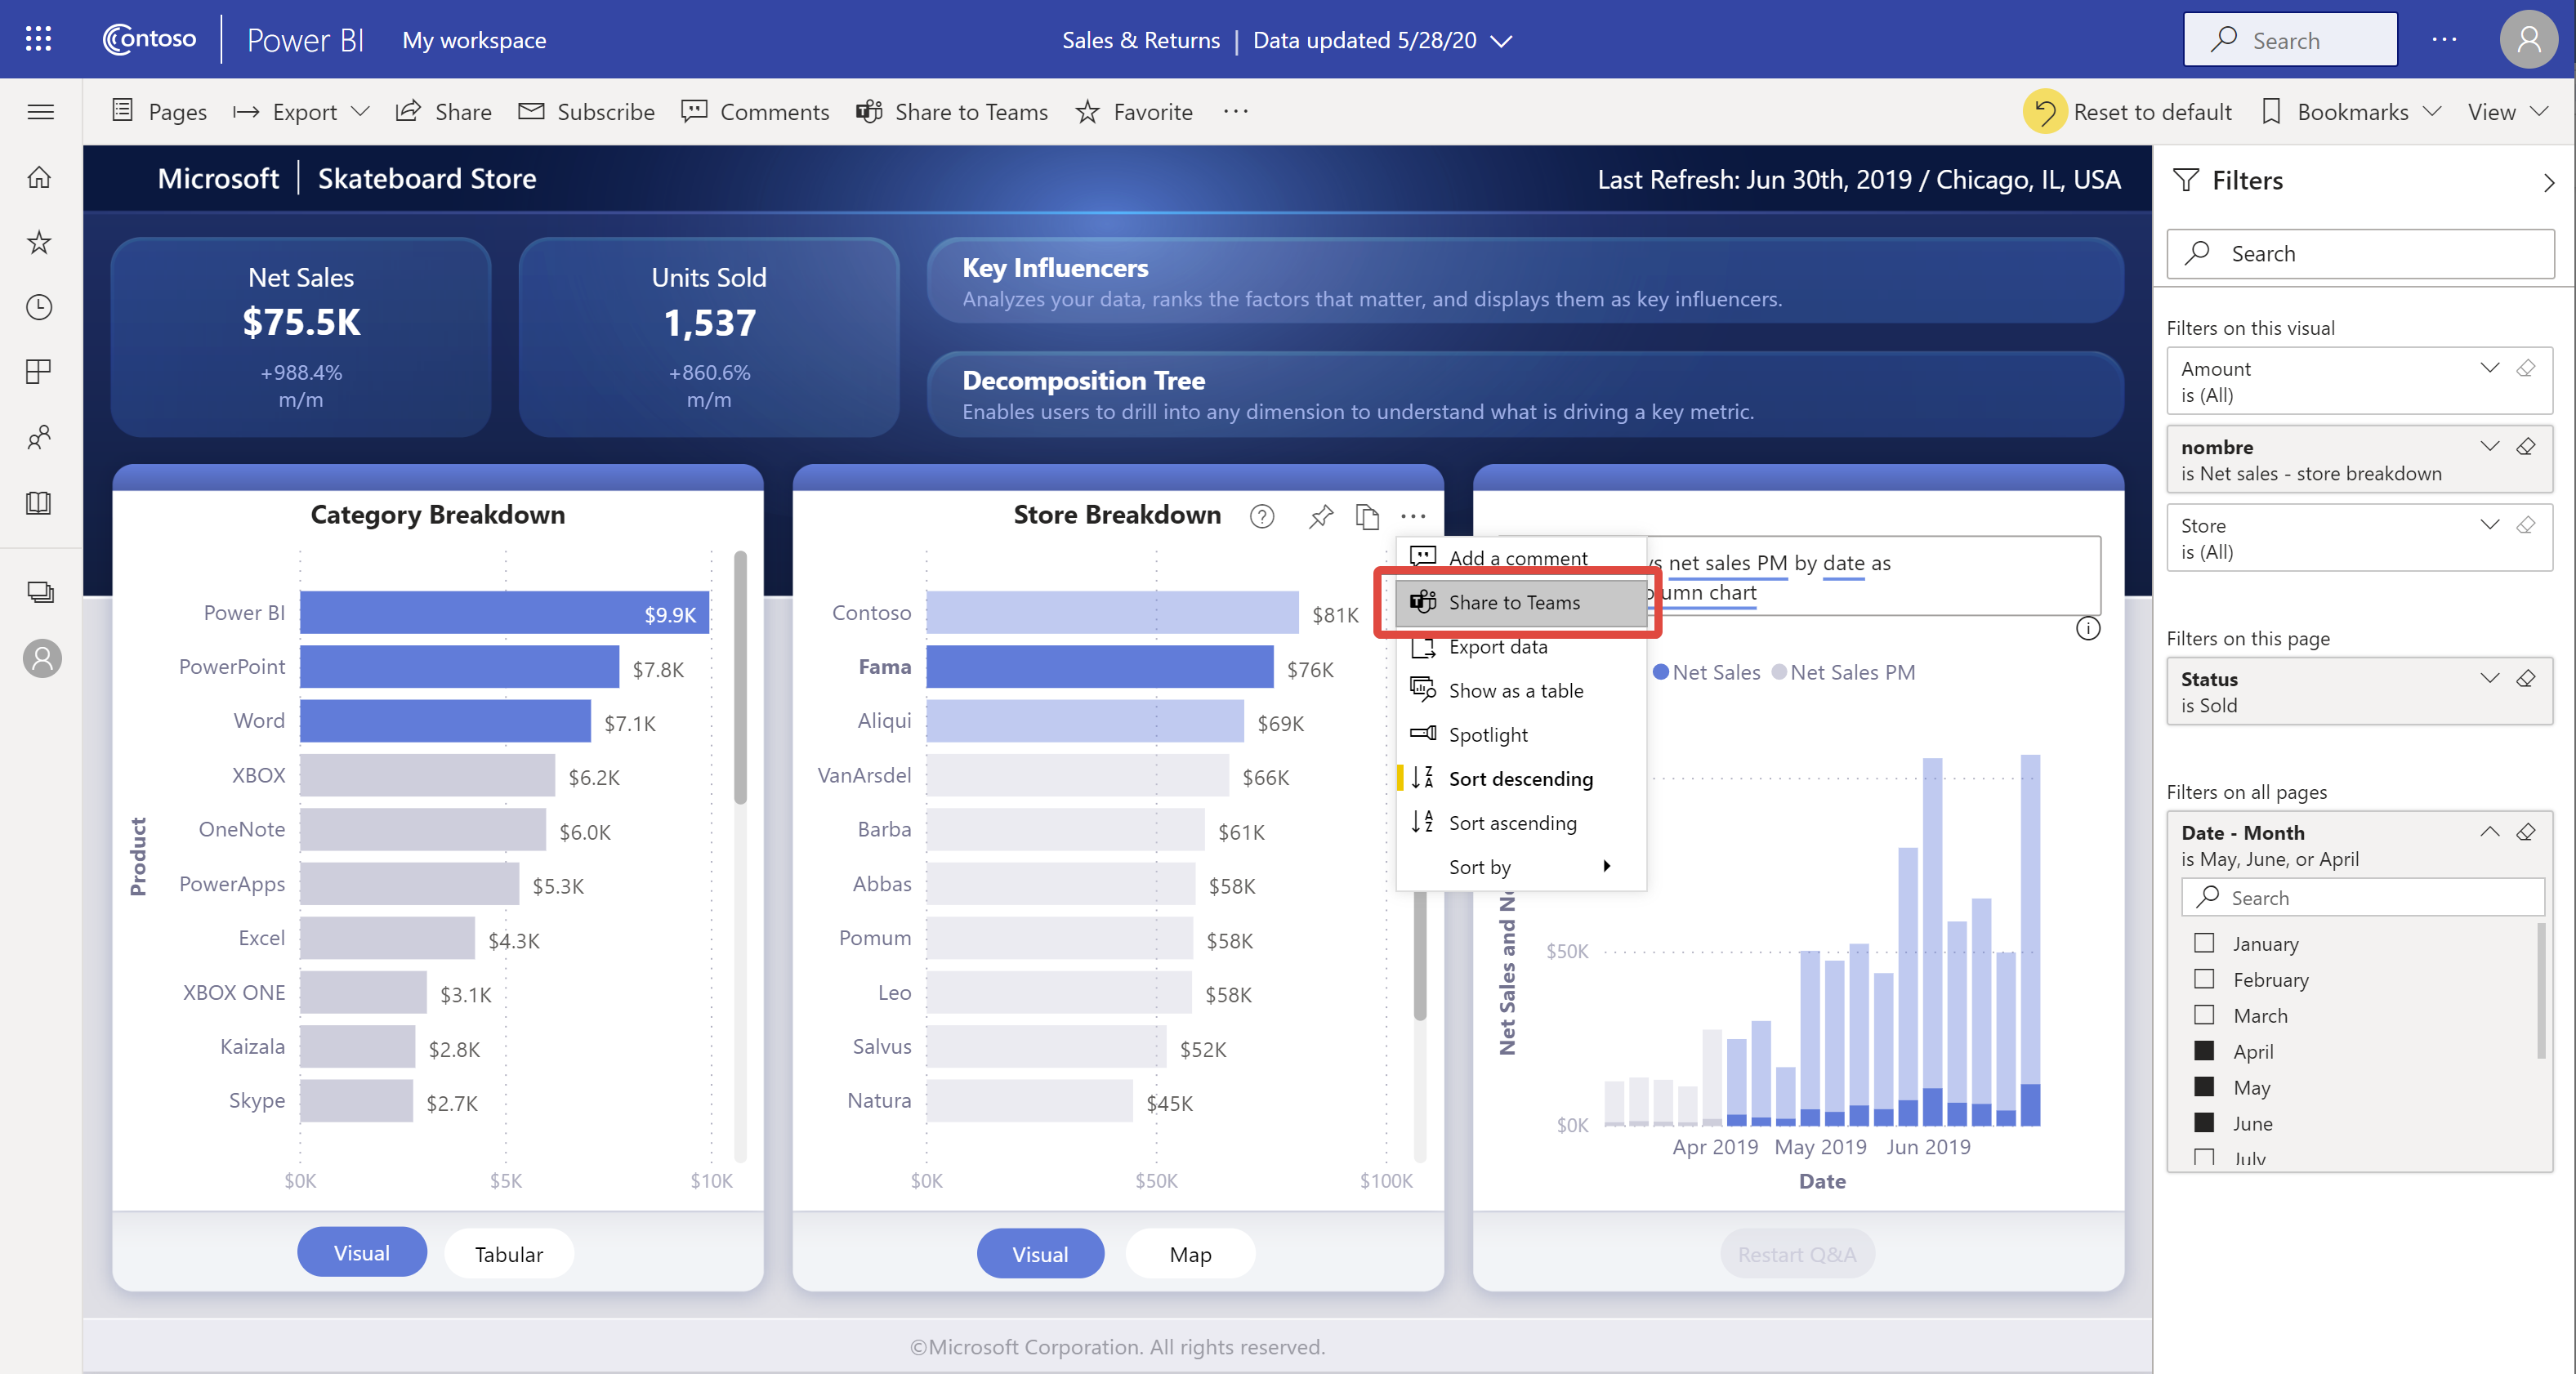 Contoso
Power BI
My workspace
Sales & Returns | Data updated 5/28/20
Search
Pages
Export
Share
Subscribe
Comments
Share to Teams
Favorite
Reset to default
Bookmarks
View
Microsoft | Skateboard Store
Last Refresh: Jun 30th, 2019 / Chicago, IL, USA
Net Sales
$75.5K
+988.4%
m/m
Units Sold
1,537
+860.6%
m/m
Key Influencers
Analyzes your data, ranks the factors that matter, and displays them as key influencers.
Decomposition Tree
Enables users to drill into any dimension to understand what is driving a key metric.
Category Breakdown
Product
Power BI $9.9K
PowerPoint $7.8K
Word $7.1K
XBOX $6.2K
OneNote $6.0K
PowerApps $5.3K
Excel $4.3K
XBOX ONE $3.1K
Kaizala $2.8K
Skype $2.7K
$0K $5K $10K
Visual
Tabular
Store Breakdown
Contoso $81K
Fama $76K
Aliqui $69K
VanArsdel $66K
Barba $61K
Abbas $58K
Pomum $58K
Leo $58K
Salvus $52K
Natura $45K
$0K $50K $100K
Visual
Map
Add a comment
Share to Teams
Export data
Show as a table
Spotlight
Sort descending
Sort ascending
Sort by
net sales PM by date as
chart
Net Sales Net Sales PM
Net Sales and
$50K
$0K
Apr 2019 May 2019 Jun 2019
Date
Restart Q&A
©Microsoft Corporation. All rights reserved.
Filters
Search
Filters on this visual
Amount
is (All)
nombre
is Net sales - store breakdown
Store
is (All)
Filters on this page
Status
is Sold
Filters on all pages
Date - Month
is May, June, or April
Search
January
February
March
April
May
June
July